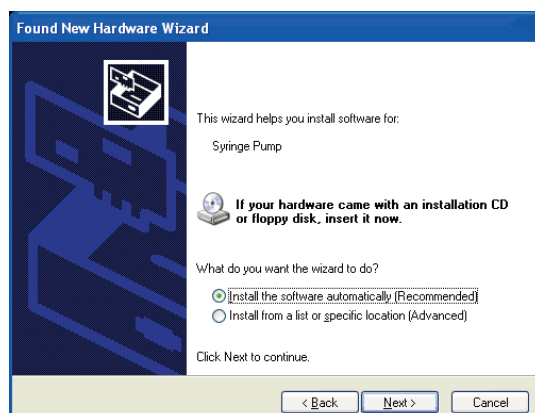 Found New Hardware Wizard
This wizard helps you install software for:
Syringe Pump
If your hardware came with an installation CD
or floppy disk, insert it now.
What do you want the wizard to do?
Install the software automatically (Recommended)
Install from a list or specific location (Advanced)
Click Next to continue.
< Back Next > Cancel